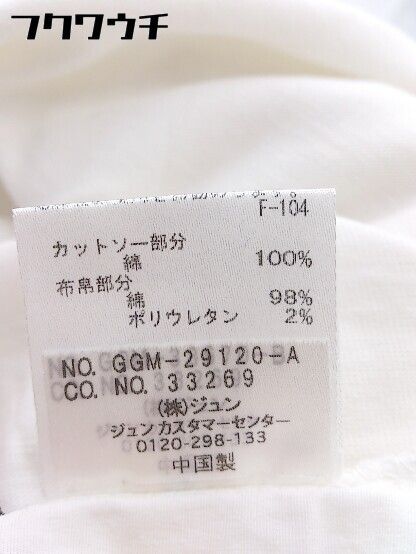 フクワウチ
F-104
カットソー部分
綿 100%
布帛部分
綿 98%
ポリウレタン 2%
NO. GGM-29120-A
CO. NO. 33269
(株)ジュン
ジュンカスタマーセンター
0120-298-133
中国製